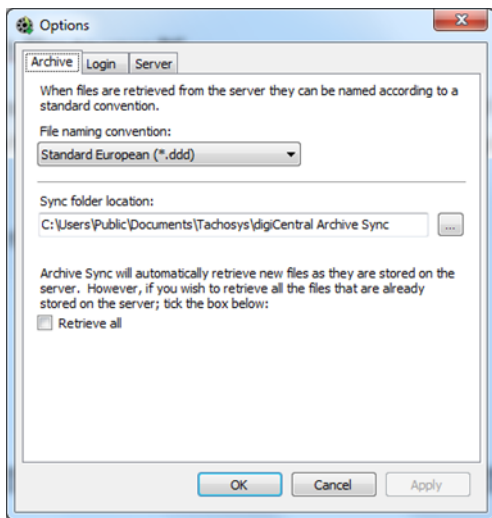 Options
Archive Login Server
When files are retrieved from the server they can be named according to a
standard convention.
File naming convention:
Standard European (*.ddd)
Sync folder location:
C:\Users\Public\Documents\Tachosys\digiCentral Archive Sync
...
Archive Sync will automatically retrieve new files as they are stored on the
server. However, if you wish to retrieve all the files that are already
stored on the server; tick the box below:
Retrieve all
OK Cancel Apply